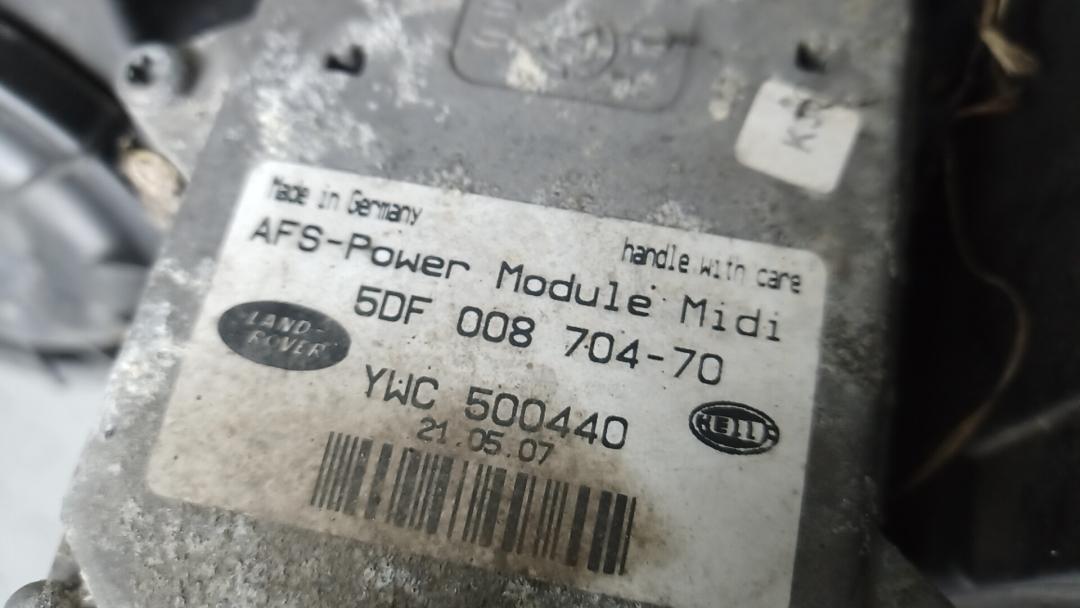 Made in Germany
handle with care
AFS-Power Module Midi
5DF 008 704-70
LAND-
ROVER
YWC 500440
HELLA
21.05.07